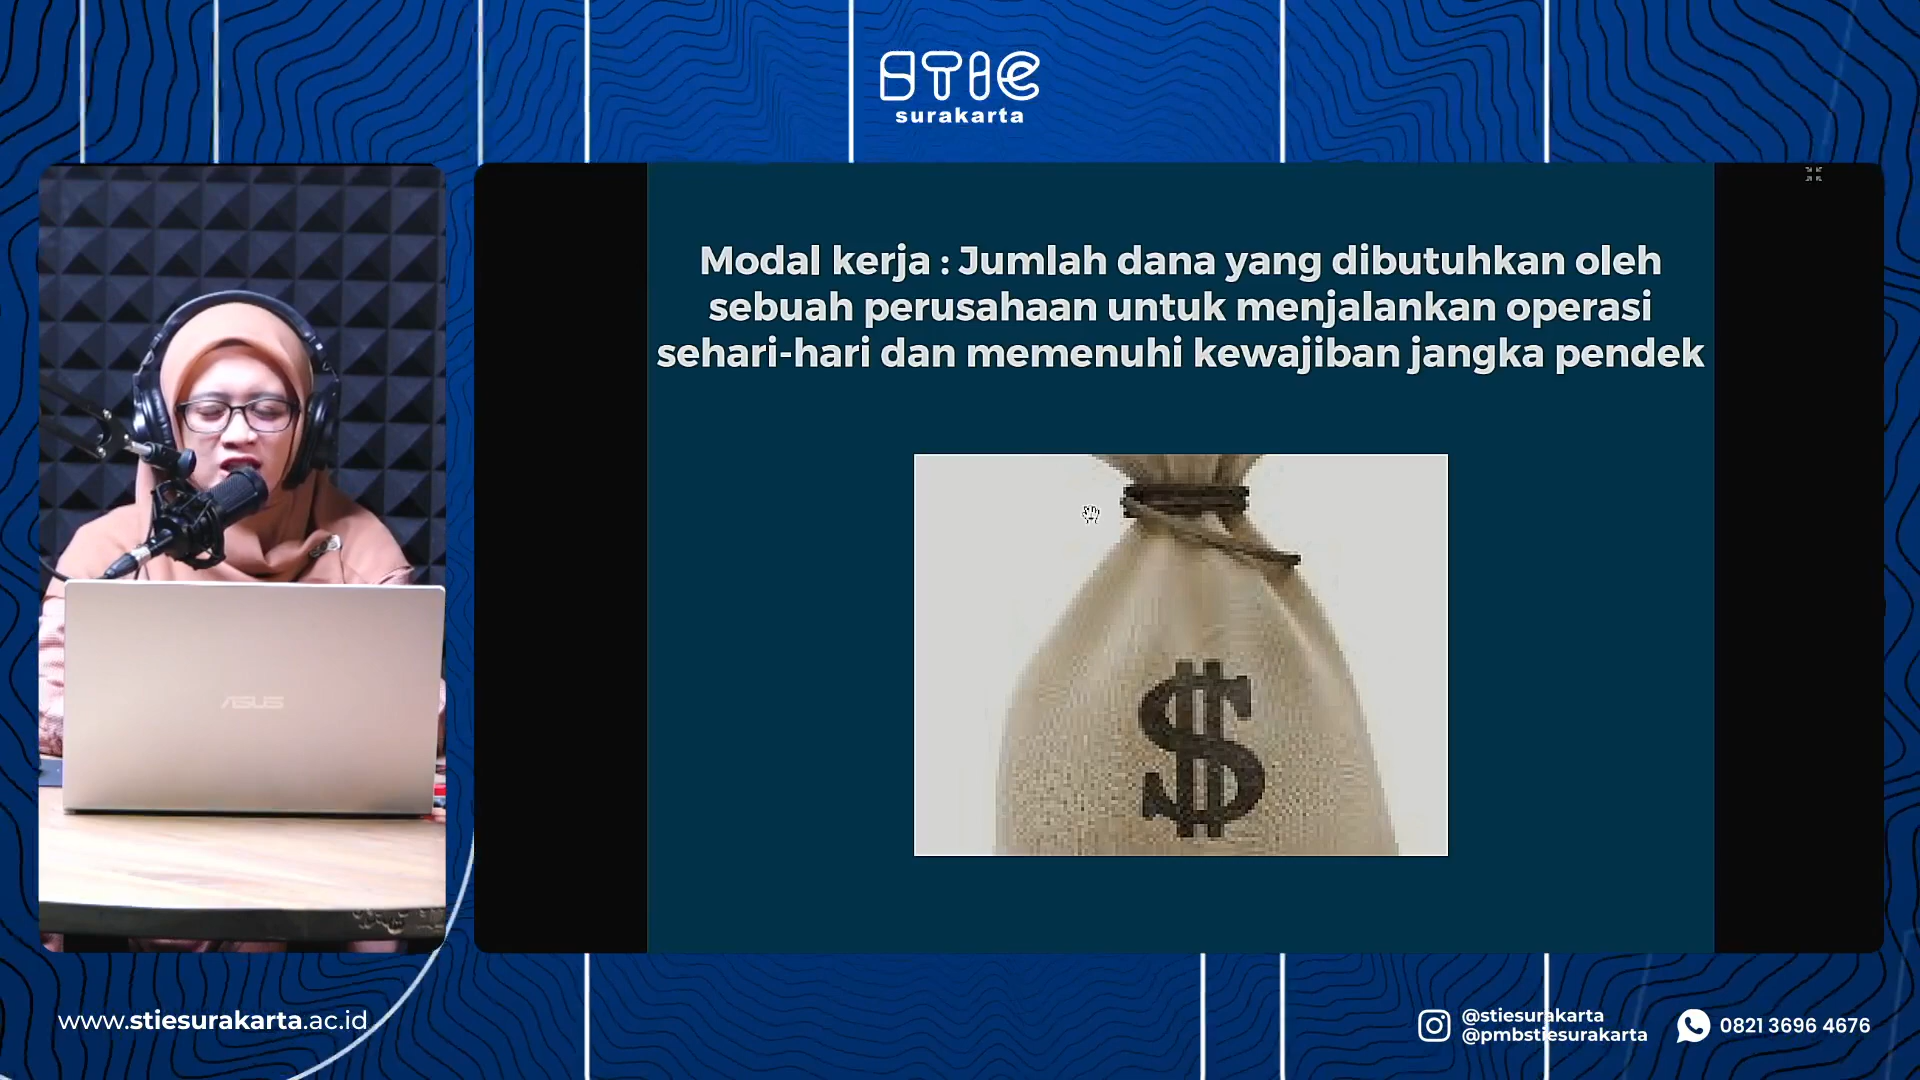 STIE
surakarta
Modal kerja : Jumlah dana yang dibutuhkan oleh
sebuah perusahaan untuk menjalankan operasi
sehari-hari dan memenuhi kewajiban jangka pendek
$
ASUS
www.stiesurakarta.ac.id
@stiesurakarta
@pmbstiesurakarta
0821 3696 4676